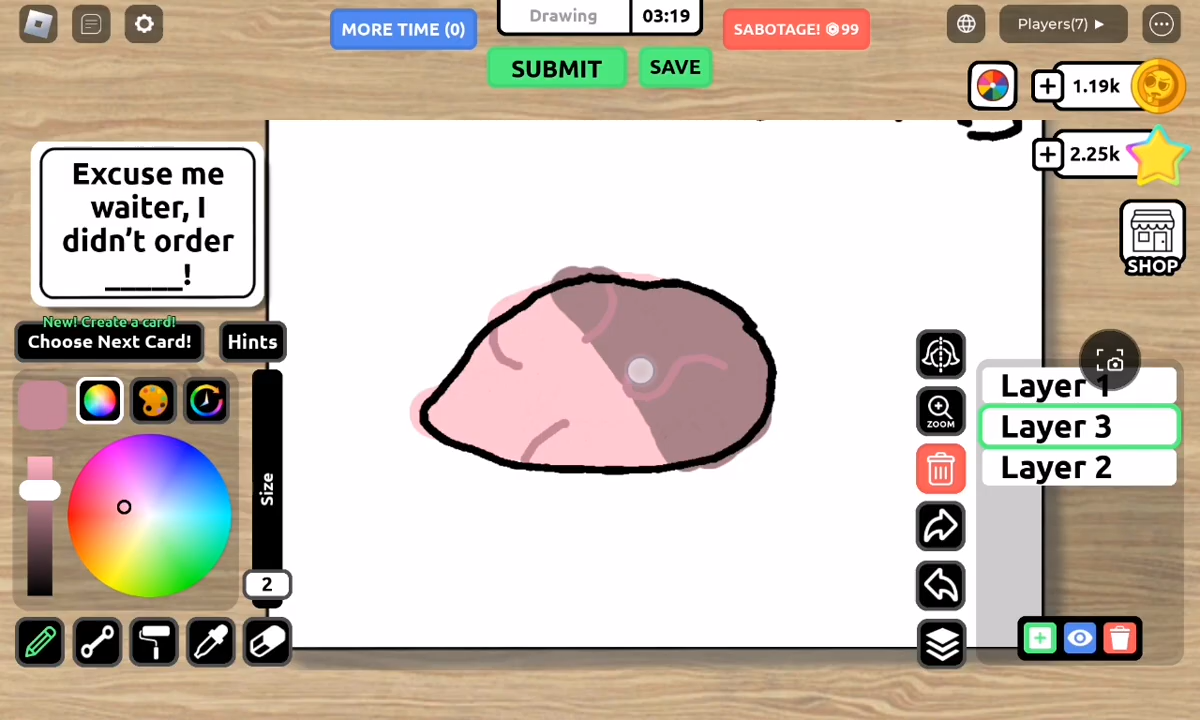 MORE TIME (0)
Drawing
03:19
SABOTAGE! 99
Players(7) ▶
SUBMIT
SAVE
1.19k
2.25k
Excuse me
waiter, I
didn't order
_____!
SHOP
New! Create a card!
Choose Next Card!
Hints
Layer 1
Layer 3
Layer 2
ZOOM
Size
2